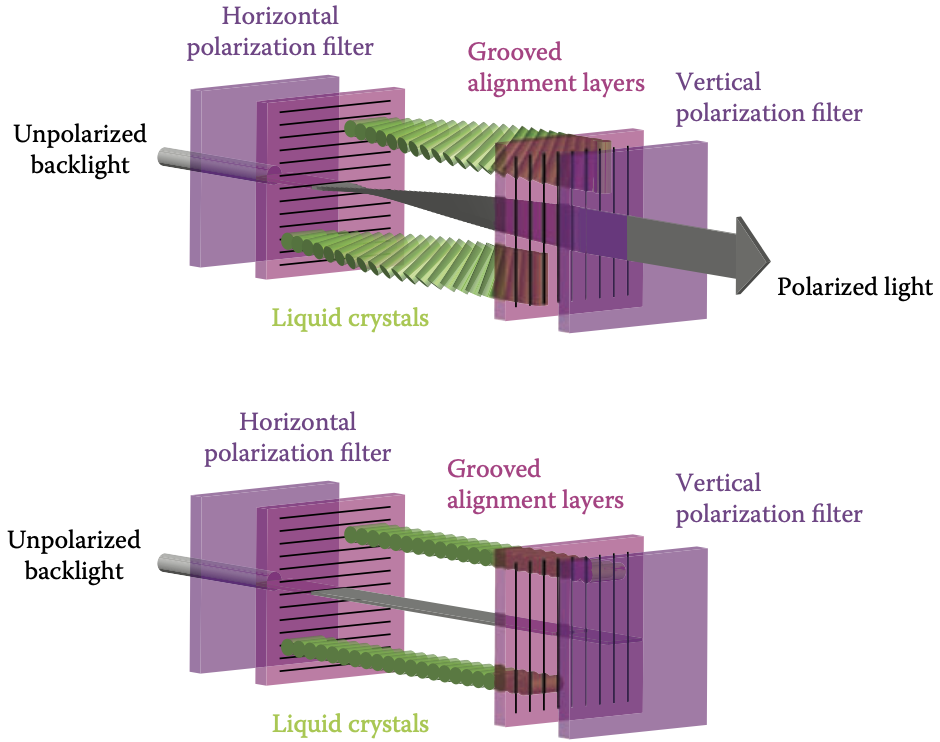 Horizontal
polarization filter
Grooved
alignment layers
Vertical
polarization filter
Unpolarized
backlight
Polarized light
Liquid crystals
Horizontal
polarization filter
Grooved
alignment layers
Vertical
polarization filter
Unpolarized
backlight
Liquid crystals